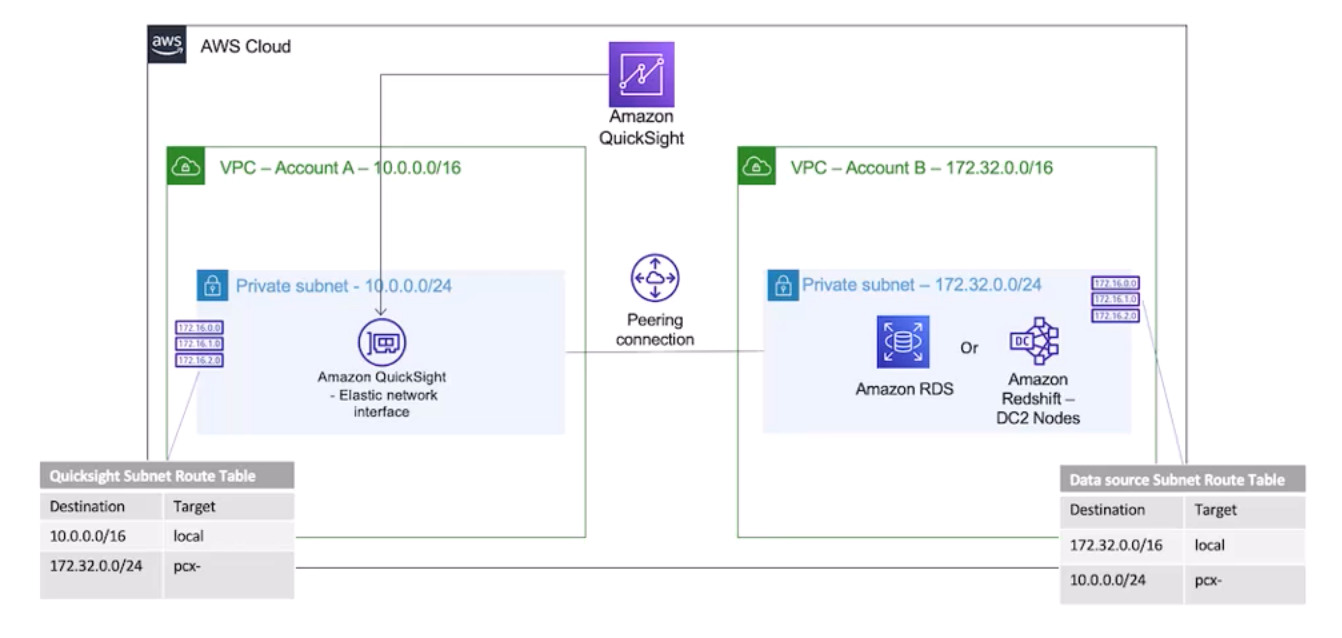 aws
AWS Cloud
Amazon
QuickSight
VPC – Account A – 10.0.0.0/16
VPC – Account B – 172.32.0.0/16
Private subnet - 10.0.0.0/24
172.16.0.0
172.16.1.0
172.16.2.0
Amazon QuickSight
- Elastic network
interface
Peering
connection
Private subnet – 172.32.0.0/24
172.16.0.0
172.16.1.0
172.16.2.0
Amazon RDS
Or
DC
Amazon
Redshift –
DC2 Nodes
Quicksight Subnet Route Table
Destination Target
10.0.0.0/16 local
172.32.0.0/24 pcx-
Data source Subnet Route Table
Destination Target
172.32.0.0/16 local
10.0.0.0/24 pcx-